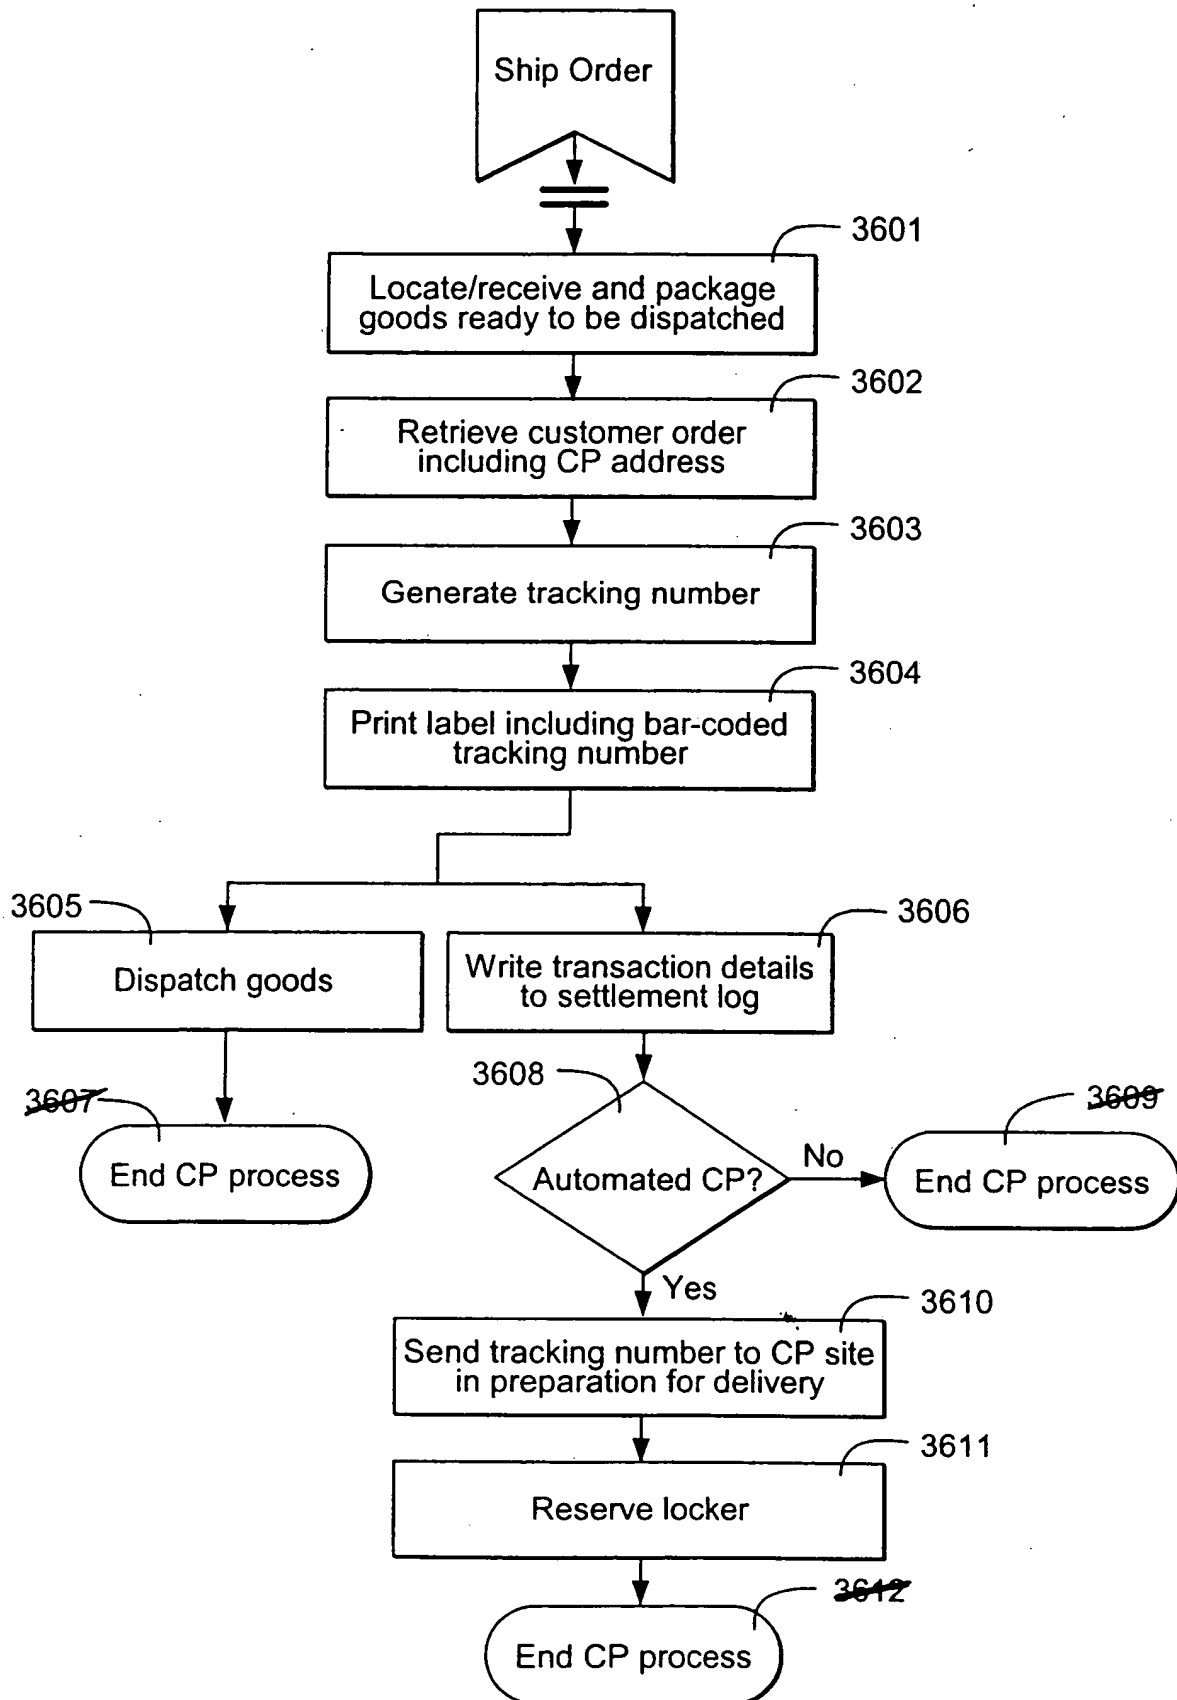 Ship Order
3601
Locate/receive and package
goods ready to be dispatched
3602
Retrieve customer order
including CP address
3603
Generate tracking number
3604
Print label including bar-coded
tracking number
3605
Dispatch goods
3606
Write transaction details
to settlement log
3607
End CP process
3608
Automated CP?
No
3609
End CP process
Yes
3610
Send tracking number to CP site
in preparation for delivery
3611
Reserve locker
3612
End CP process